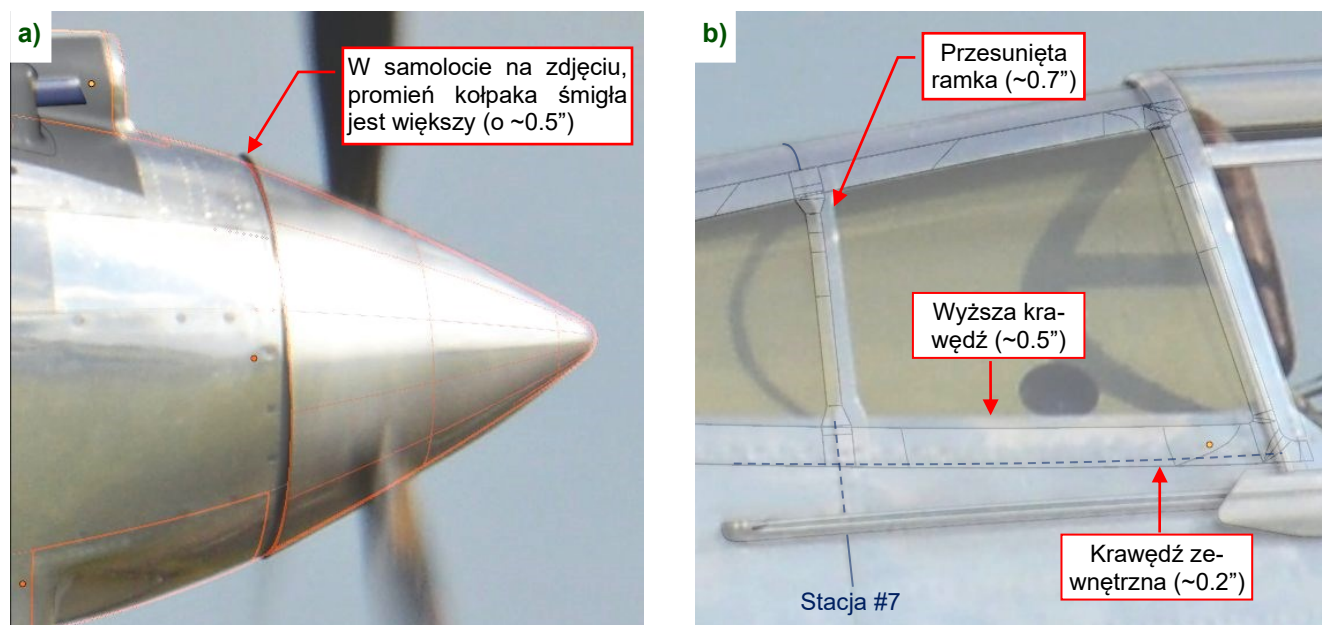 a)
W samolocie na zdjęciu,
promień kołpaka śmigła
jest większy (o ~0.5”)
b)
Przesunięta
ramka (~0.7”)
Wyższa kra-
wędź (~0.5”)
Krawędź ze-
wnętrzna (~0.2”)
Stacja #7